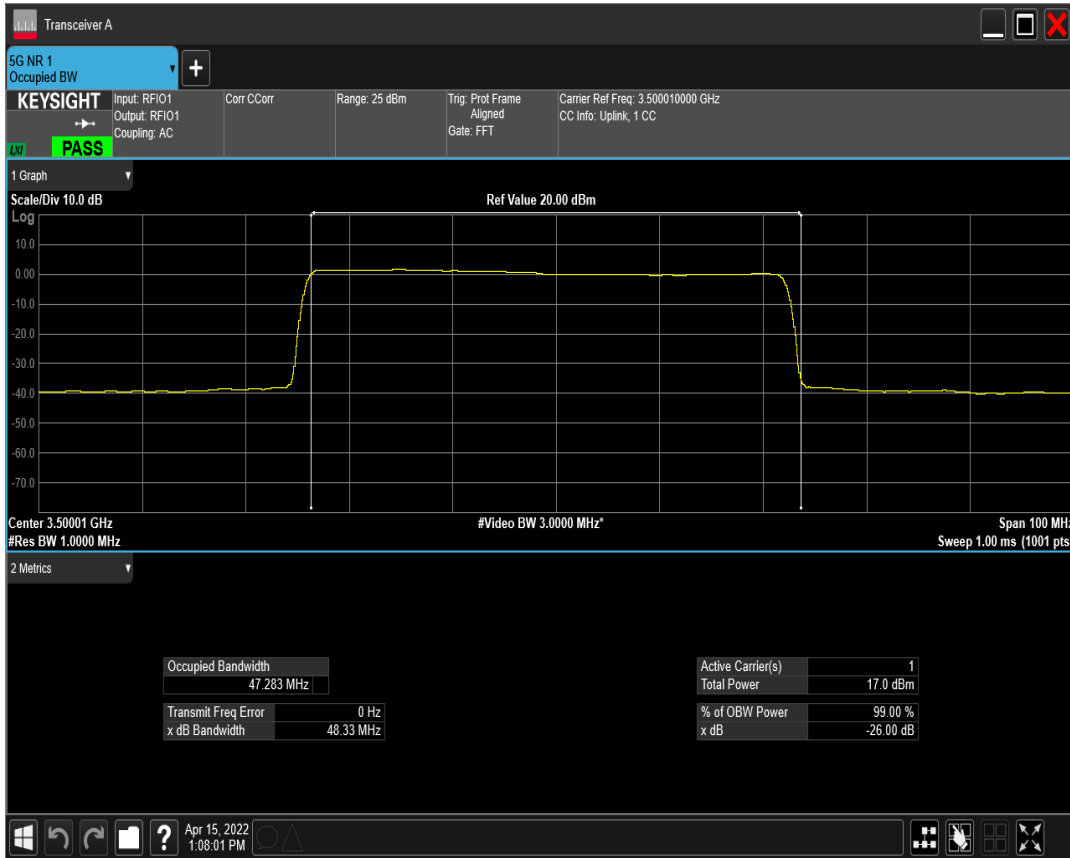 Transceiver A
5G NR 1
Occupied BW
KEYSIGHT
LXI
PASS
Input: RFIO1
Output: RFIO1
Coupling: AC
Corr CCorr
Range: 25 dBm
Trig: Prot Frame
Aligned
Gate: FFT
Carrier Ref Freq: 3.500010000 GHz
CC Info: Uplink, 1 CC
1 Graph
Scale/Div 10.0 dB
Ref Value 20.00 dBm
Log
10.0
0.00
-10.0
-20.0
-30.0
-40.0
-50.0
-60.0
-70.0
Center 3.50001 GHz
#Video BW 3.0000 MHz*
Span 100 MHz
#Res BW 1.0000 MHz
Sweep 1.00 ms (1001 pts
2 Metrics
Occupied Bandwidth
47.283 MHz
Transmit Freq Error 0 Hz
x dB Bandwidth 48.33 MHz
Active Carrier(s) 1
Total Power 17.0 dBm
% of OBW Power 99.00 %
x dB -26.00 dB
?
Apr 15, 2022
1:08:01 PM